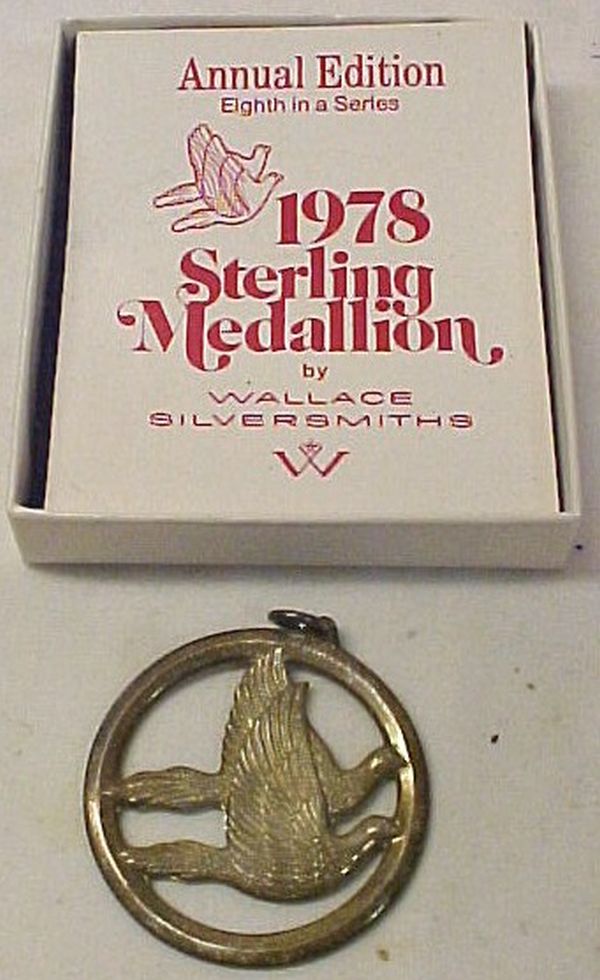 Annual Edition
Eighth in a Series
1978
Sterling
Medallion
by
WALLACE
SILVERSMITHS
W